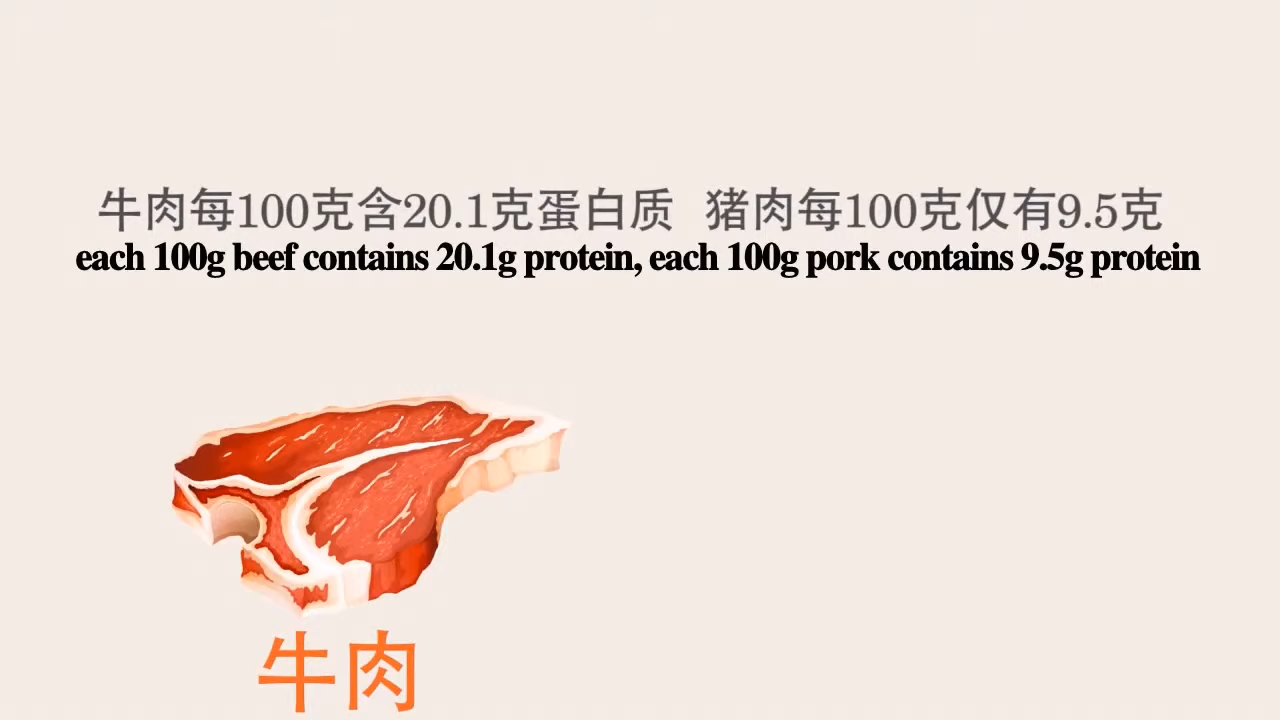 牛肉每100克含20.1克蛋白质 猪肉每100克仅有9.5克
each 100g beef contains 20.1g protein, each 100g pork contains 9.5g protein
牛肉